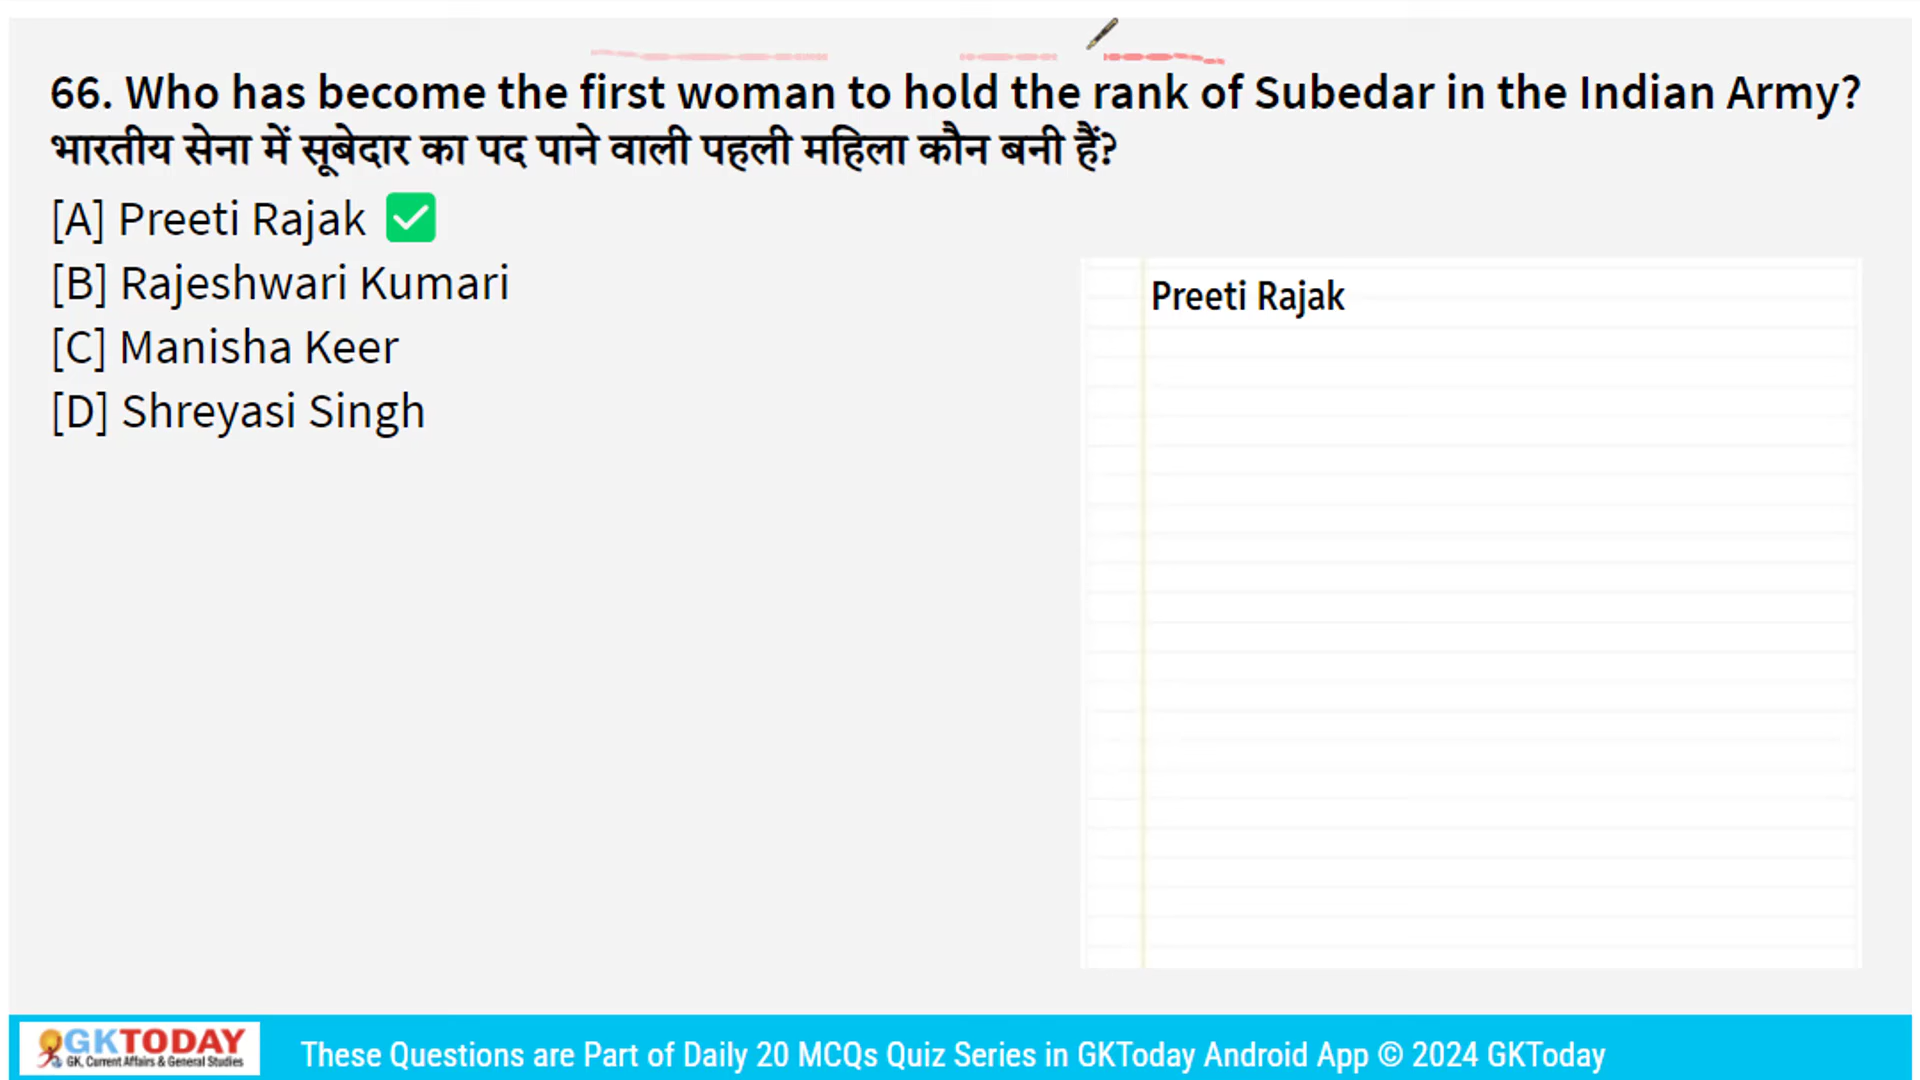 66. Who has become the first woman to hold the rank of Subedar in the Indian Army?
भारतीय सेना में सूबेदार का पद पाने वाली पहली महिला कौन बनी हैं?
[A] Preeti Rajak ✅
[B] Rajeshwari Kumari
[C] Manisha Keer
[D] Shreyasi Singh
Preeti Rajak
GKTODAY
GK, Current Affairs & General Studies
These Questions are Part of Daily 20 MCQs Quiz Series in GKToday Android App © 2024 GKToday